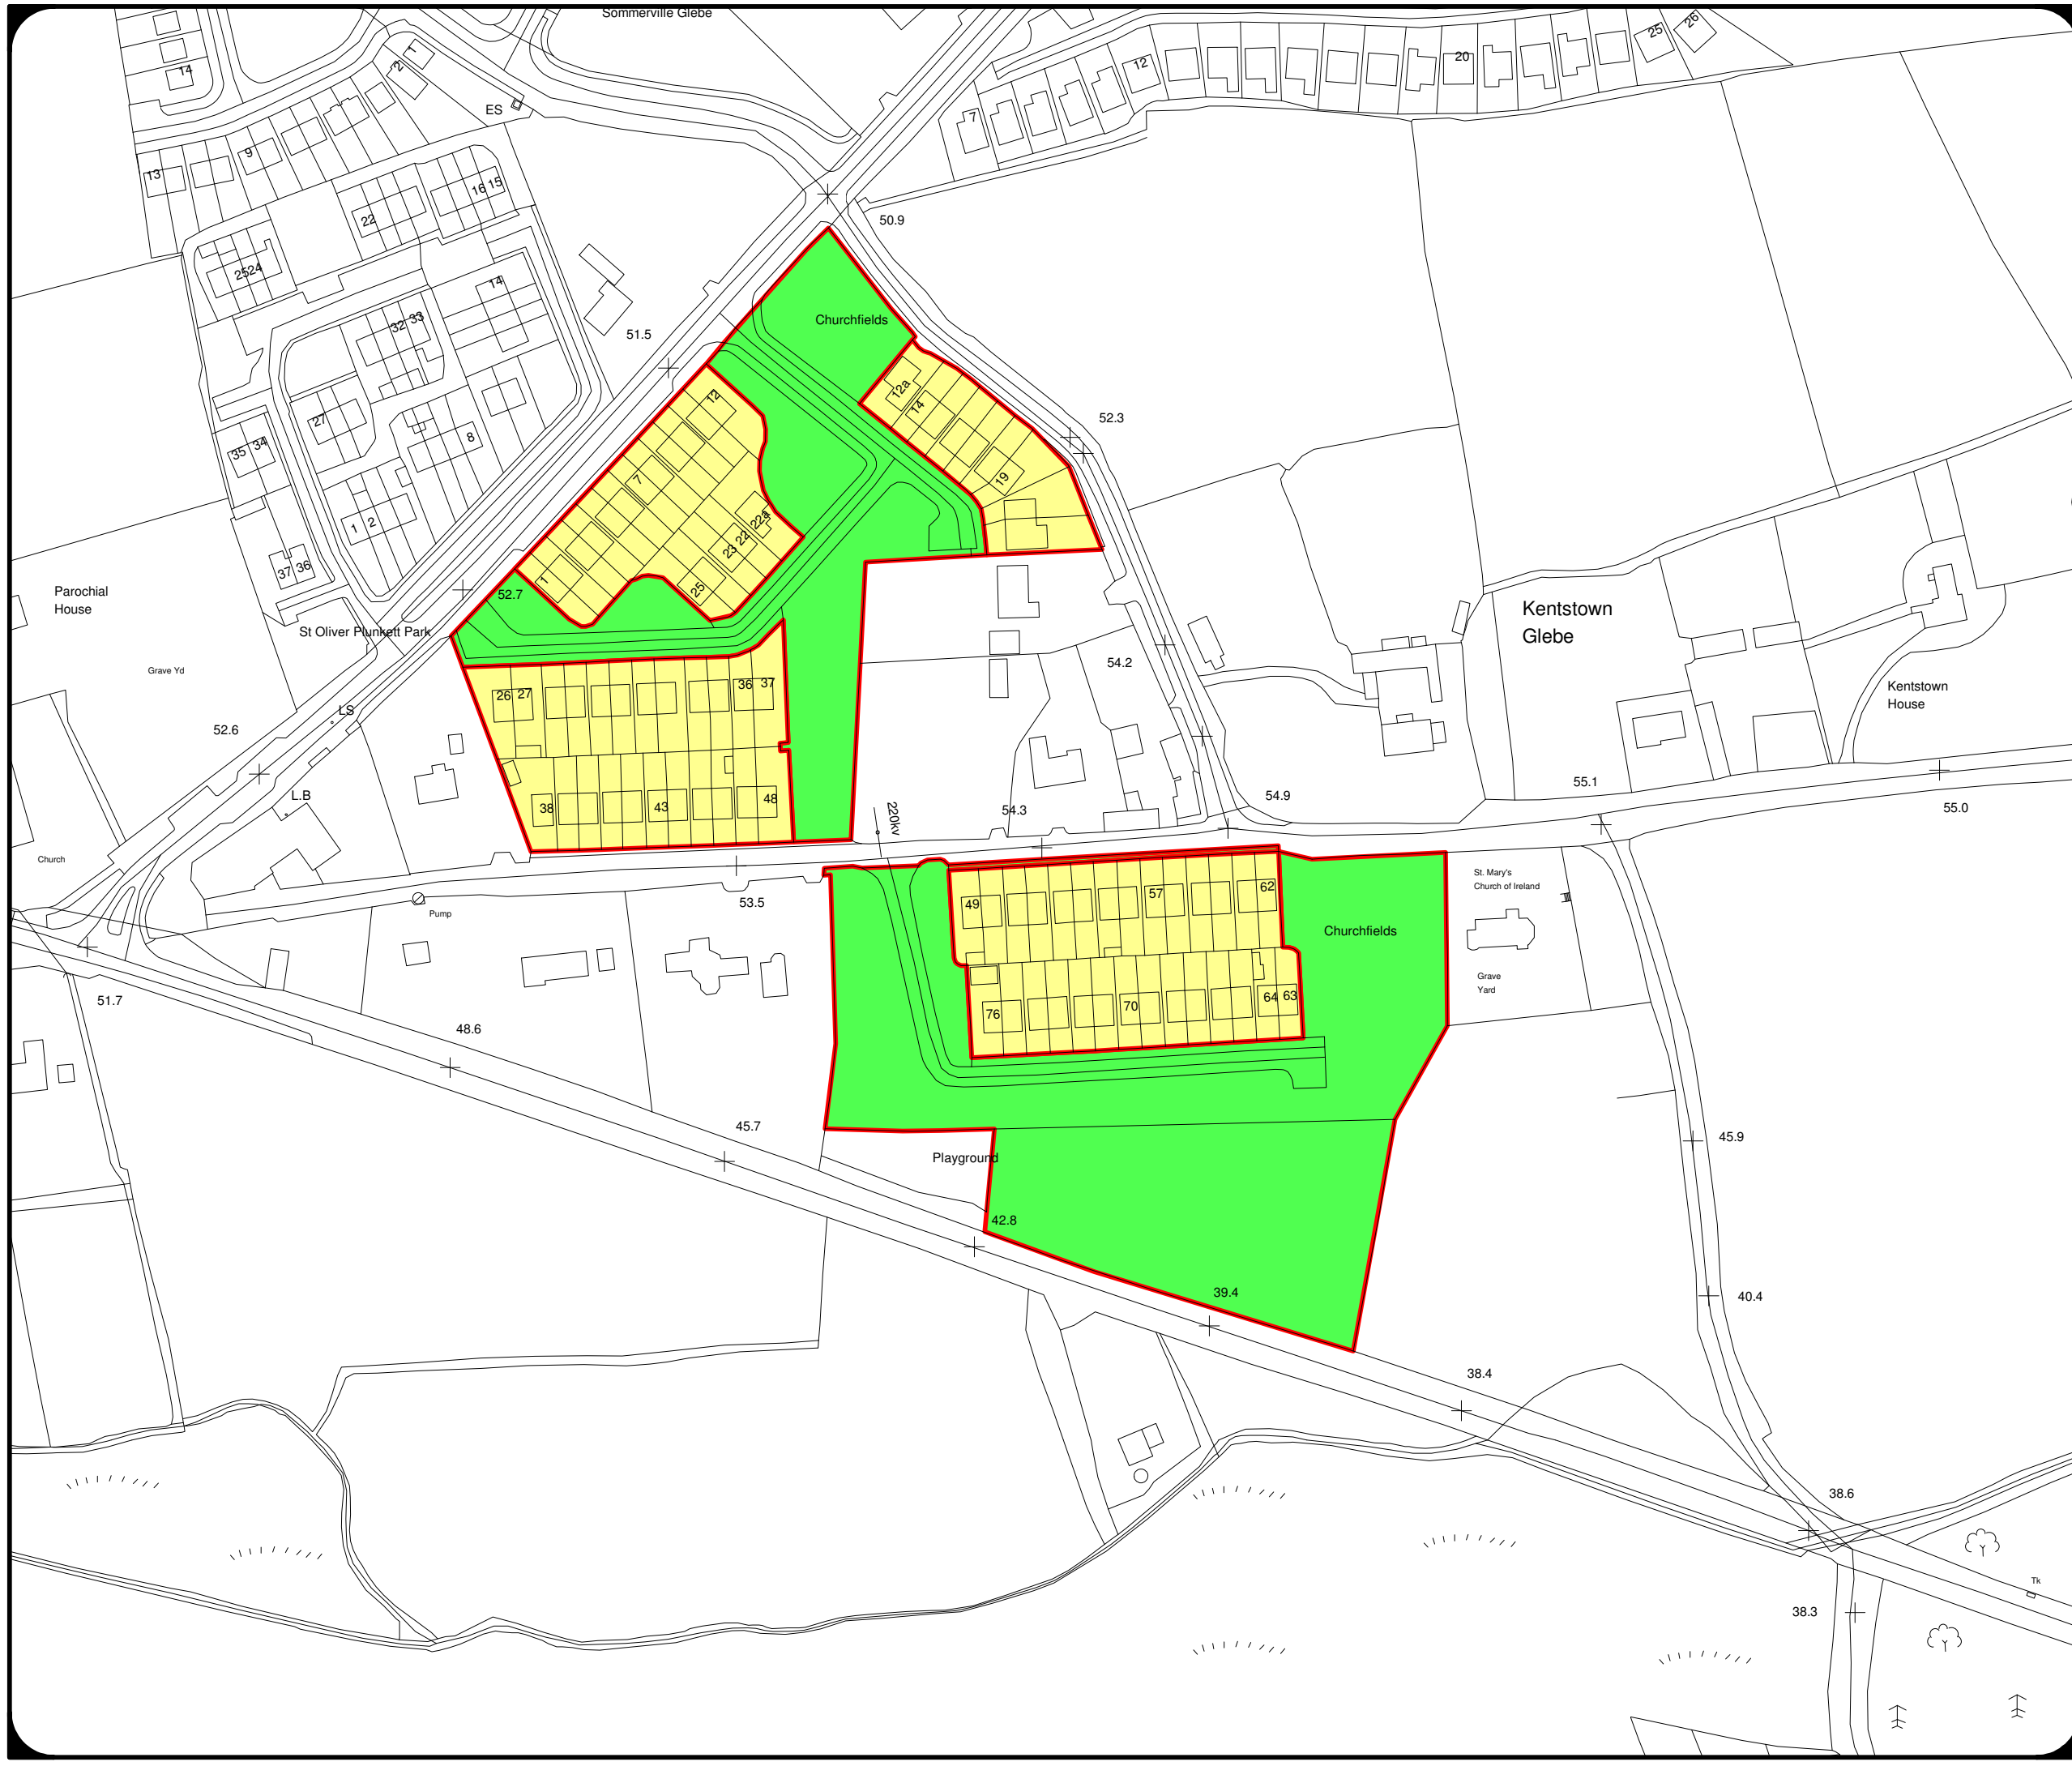 Sommerville Glebe
14
1
2
ES
9
13
22
16
15
25
24
14
32
33
27
8
35
34
1
2
37
36
7
12
20
25
26
50.9
51.5
Churchfields
52.3
12
12a
14
7
19
22a
22
23
25
1
52.7
Parochial
House
St Oliver Plunkett Park
Grave Yd
LS
52.6
L.B
Church
26
27
36
37
38
43
48
Kentstown
Glebe
54.2
Kentstown
House
55.1
54.9
55.0
54.3
220kv
Pump
53.5
49
57
62
Churchfields
St. Mary's
Church of Ireland
Grave
Yard
76
70
64
63
51.7
48.6
45.7
Playground
42.8
39.4
45.9
40.4
38.4
38.6
38.3
Tk